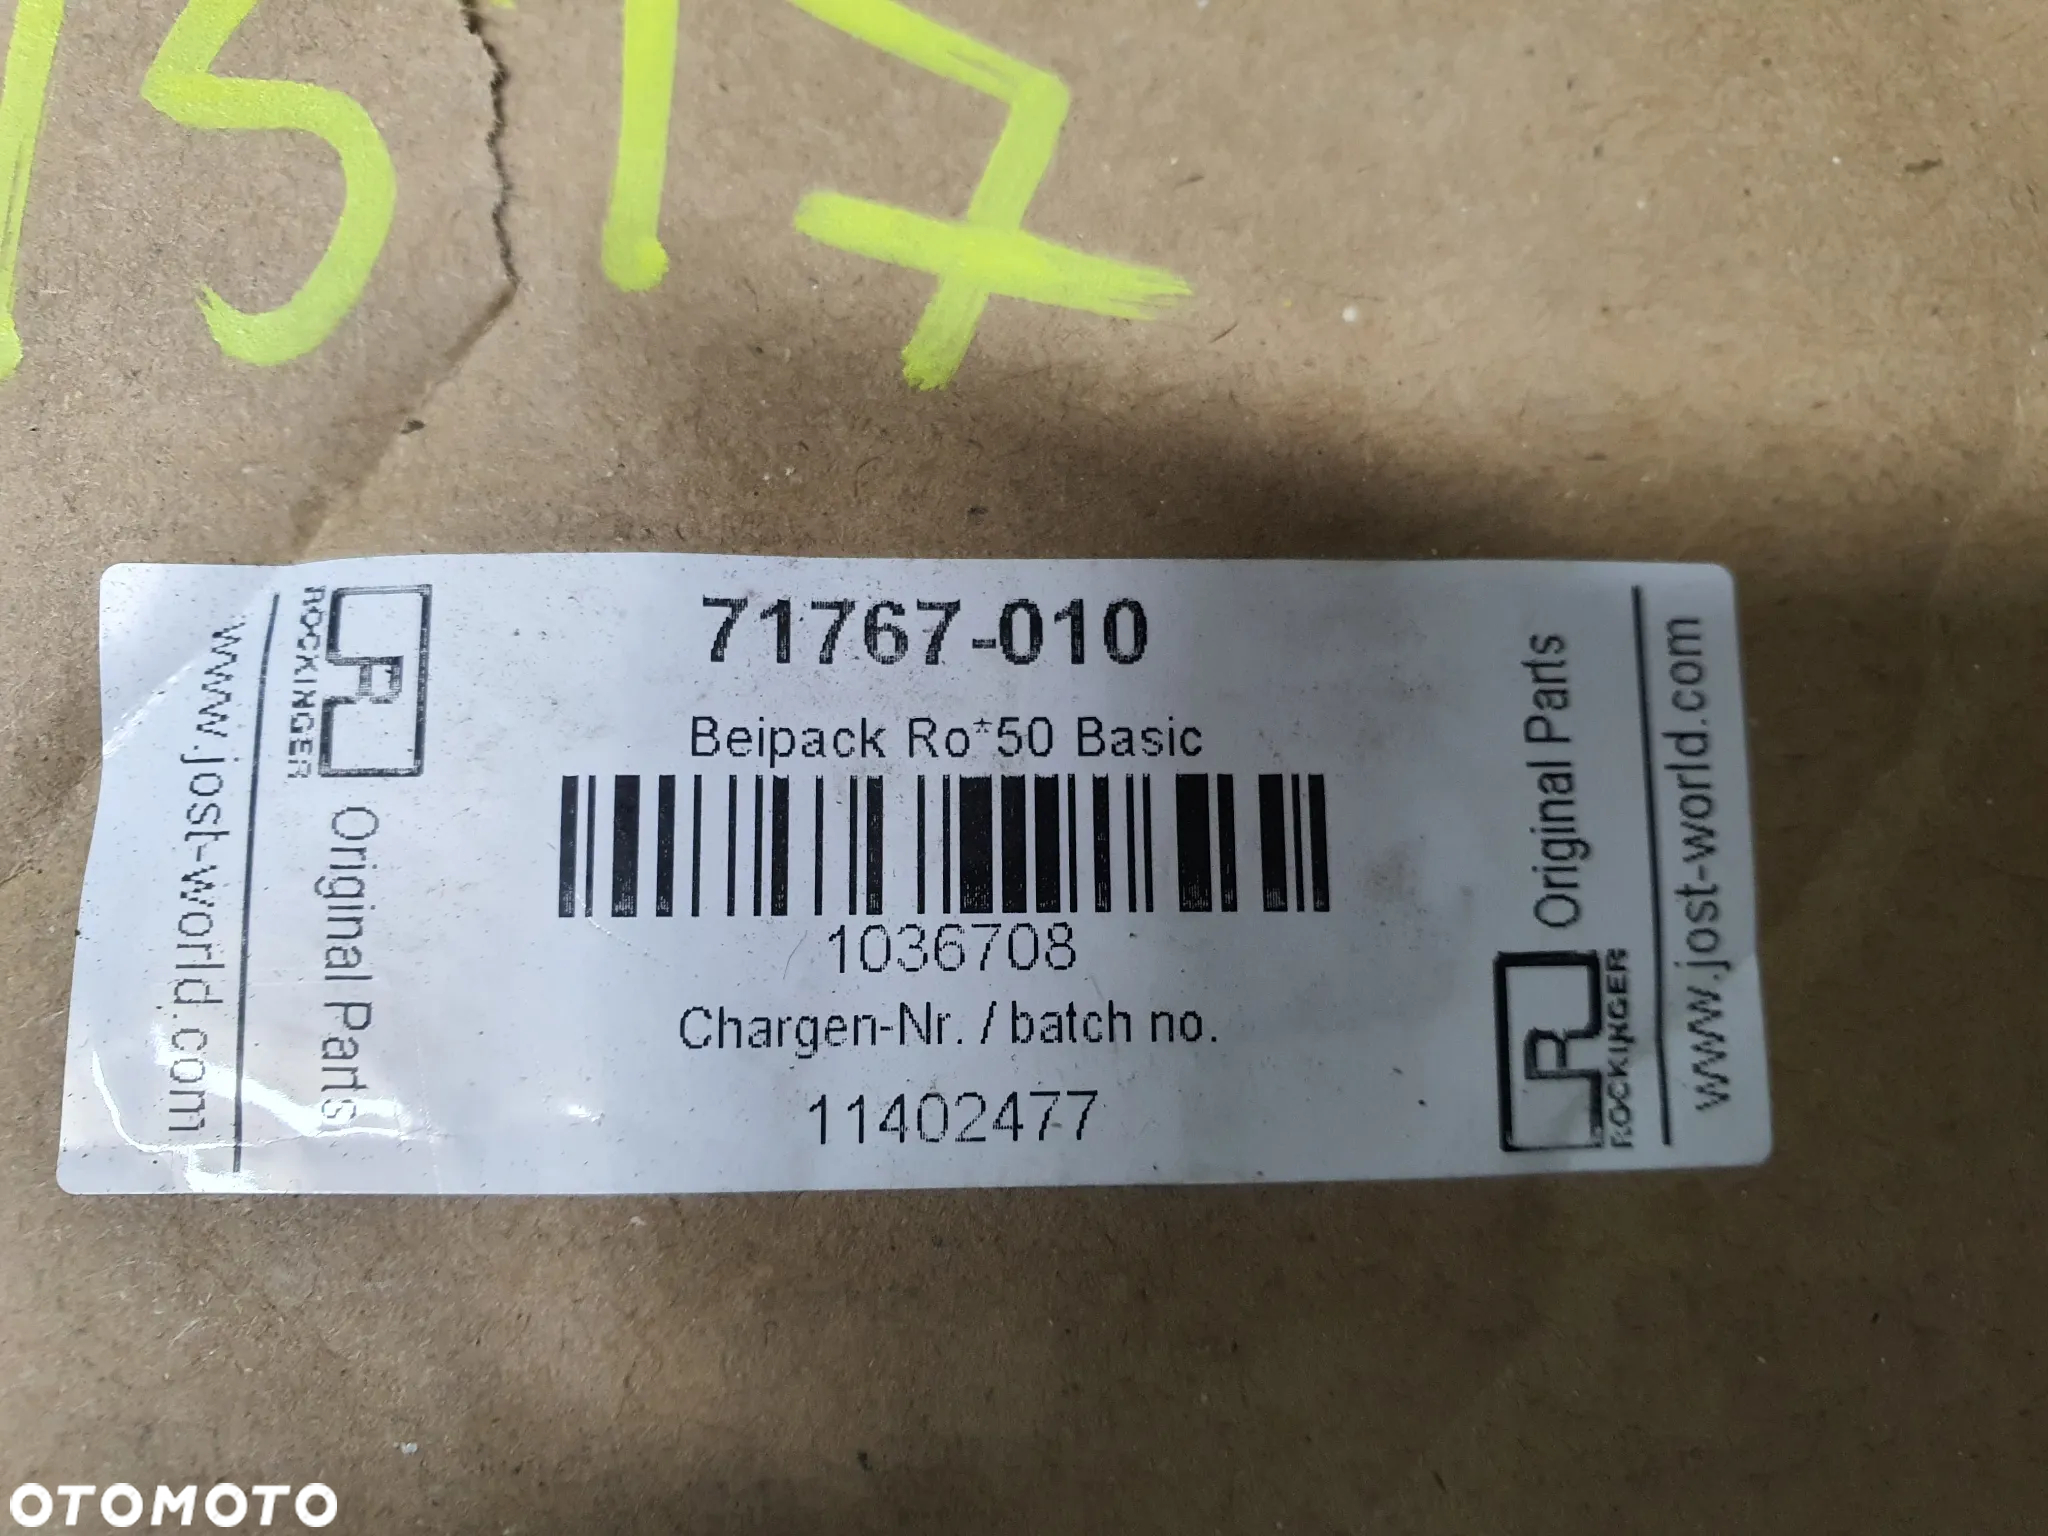 1517
71767-010
Beipack Ro*50 Basic
1036708
Chargen-Nr. / batch no.
11402477
www.jost-world.com
ROCKINGER
Original Parts
Original Parts
ROCKINGER
www.jost-world.com
OTOMOTO